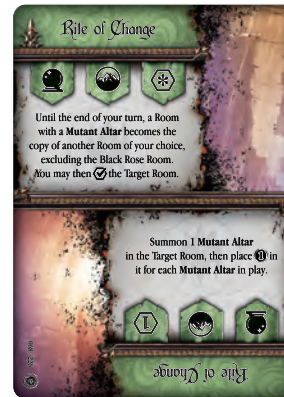 Rite of Change
Until the end of your turn, a Room
with a Mutant Altar becomes the
copy of another Room of your choice,
excluding the Black Rose Room.
You may then the Target Room.
Summon 1 Mutant Altar
in the Target Room, then place 1 in
it for each Mutant Altar in play.
1
Rite of Change